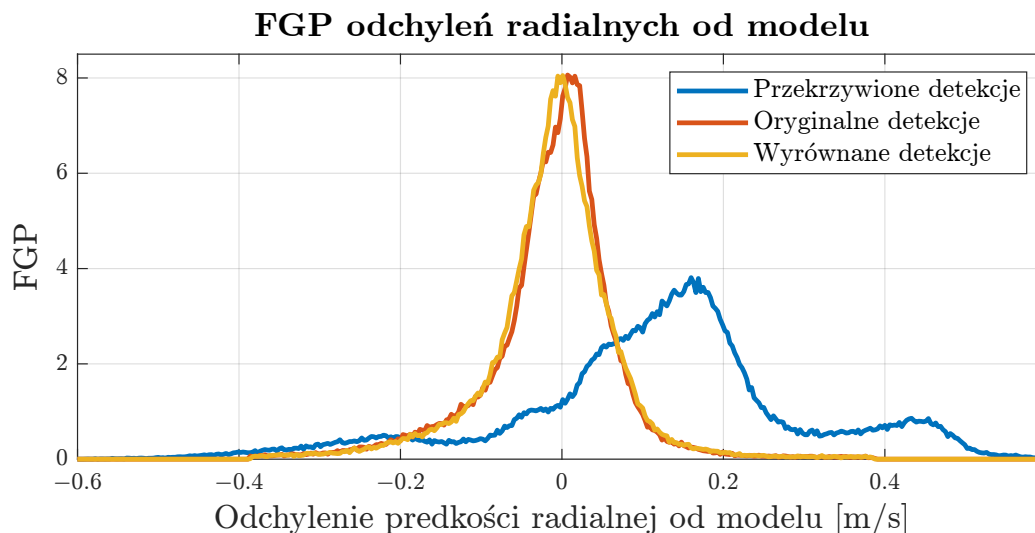 FGP odchyleń radialnych od modelu
Przekrzywione detekcje
Oryginalne detekcje
Wyrównane detekcje
FGP
8
6
4
2
0
−0.6
−0.4
−0.2
0
0.2
0.4
Odchylenie predkości radialnej od modelu [m/s]